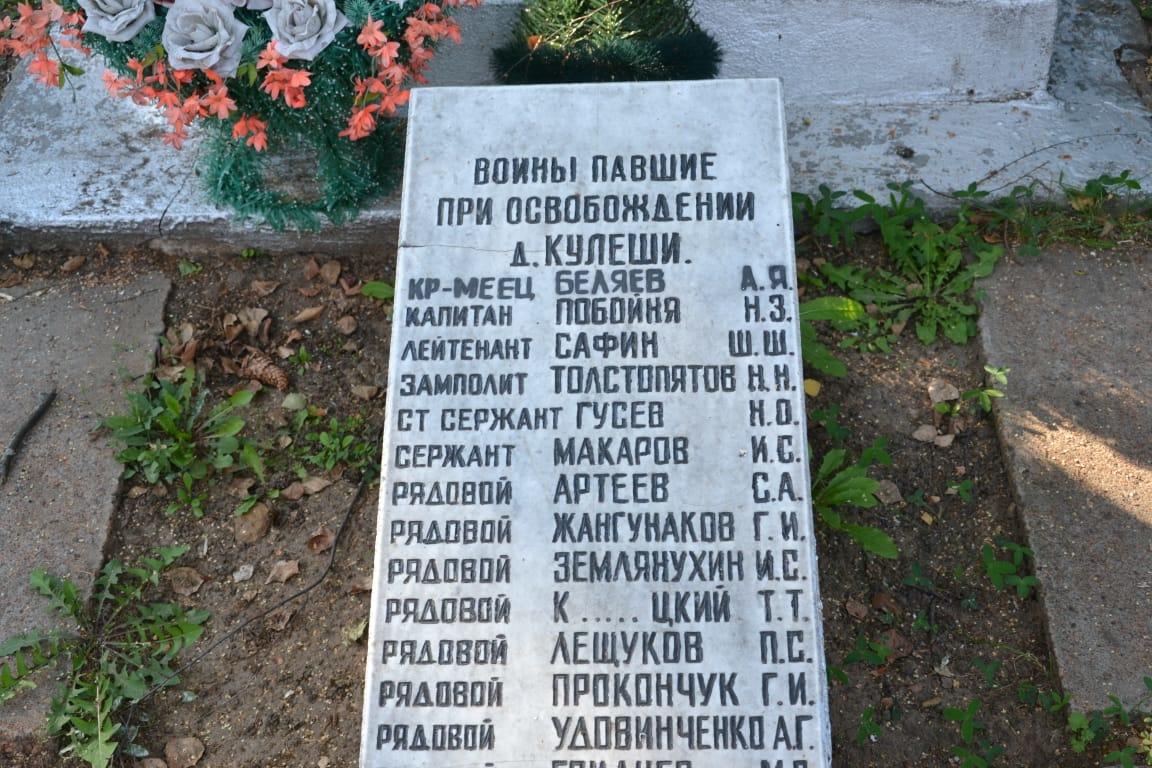 ВОИНЫ ПАВШИЕ
ПРИ ОСВОБОЖДЕНИИ
Д. КУЛЕШИ.
КР-МЕЕЦ БЕЛЯЕВ А.Я.
КАПИТАН ПОБОЙНЯ Н.З.
ЛЕЙТЕНАНТ САФИН Ш.Ш.
ЗАМПОЛИТ ТОЛСТОПЯТОВ Н.Н.
СТ СЕРЖАНТ ГУСЕВ Н.О.
СЕРЖАНТ МАКАРОВ И.С.
РЯДОВОЙ АРТЕЕВ С.А.
РЯДОВОЙ ЖАНГУНАКОВ Г.И.
РЯДОВОЙ ЗЕМЛЯНУХИН И.С.
РЯДОВОЙ К.....ЦКИЙ Т.Т.
РЯДОВОЙ ЛЕЩУКОВ П.С.
РЯДОВОЙ ПРОКОНЧУК Г.И.
РЯДОВОЙ УДОВИНЧЕНКО А.Г.